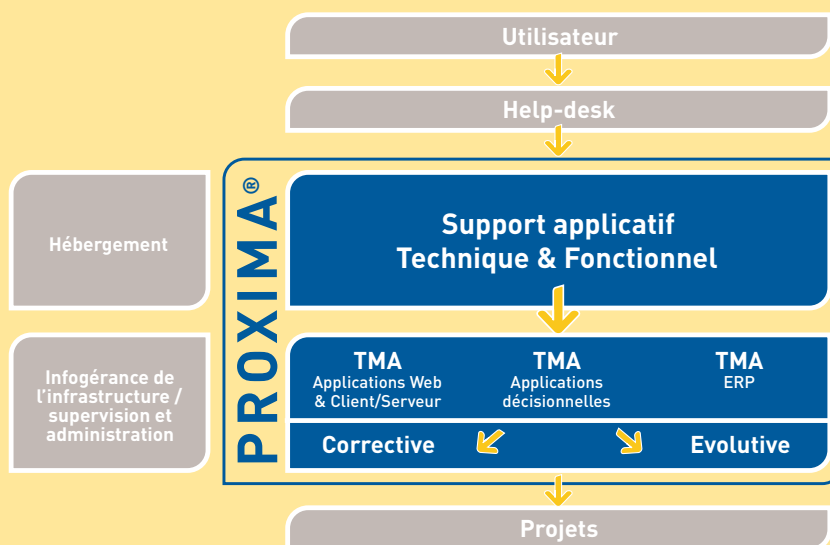 Utilisateur
Help-desk
Hébergement
PROXIMA®
Support applicatif
Technique & Fonctionnel
Infogérance de
l'infrastructure /
supervision et
administration
TMA
Applications Web
& Client/Serveur
TMA
Applications
décisionnelles
TMA
ERP
Corrective
Evolutive
Projets